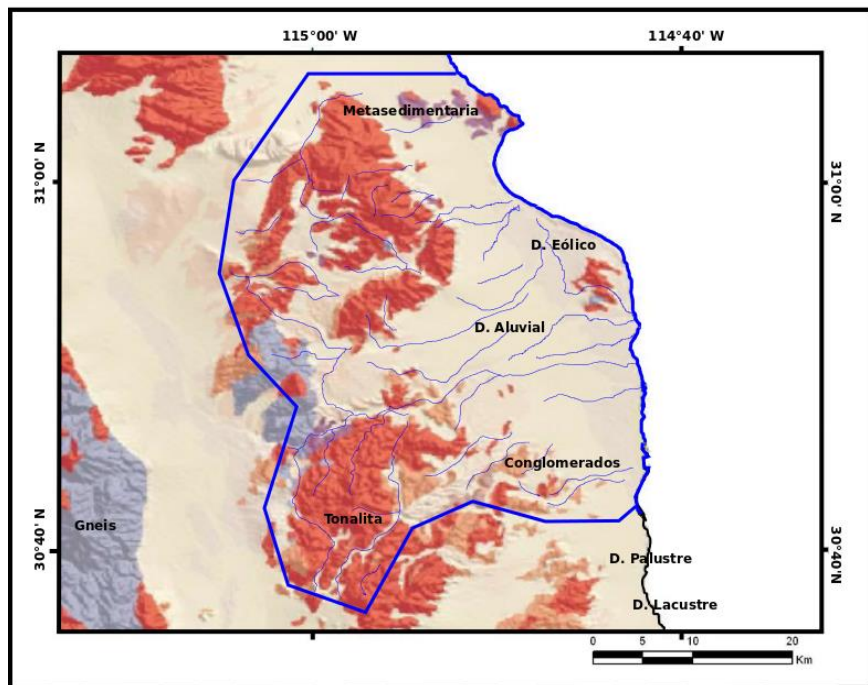 115°00' W
114°40' W
Metasedimentaria
31°00' N
31°00' N
D. Eólico
D. Aluvial
Conglomerados
Tonalita
Gneis
30°40' N
30°40' N
D. Palustre
D. Lacustre
0 5 10 20
Km